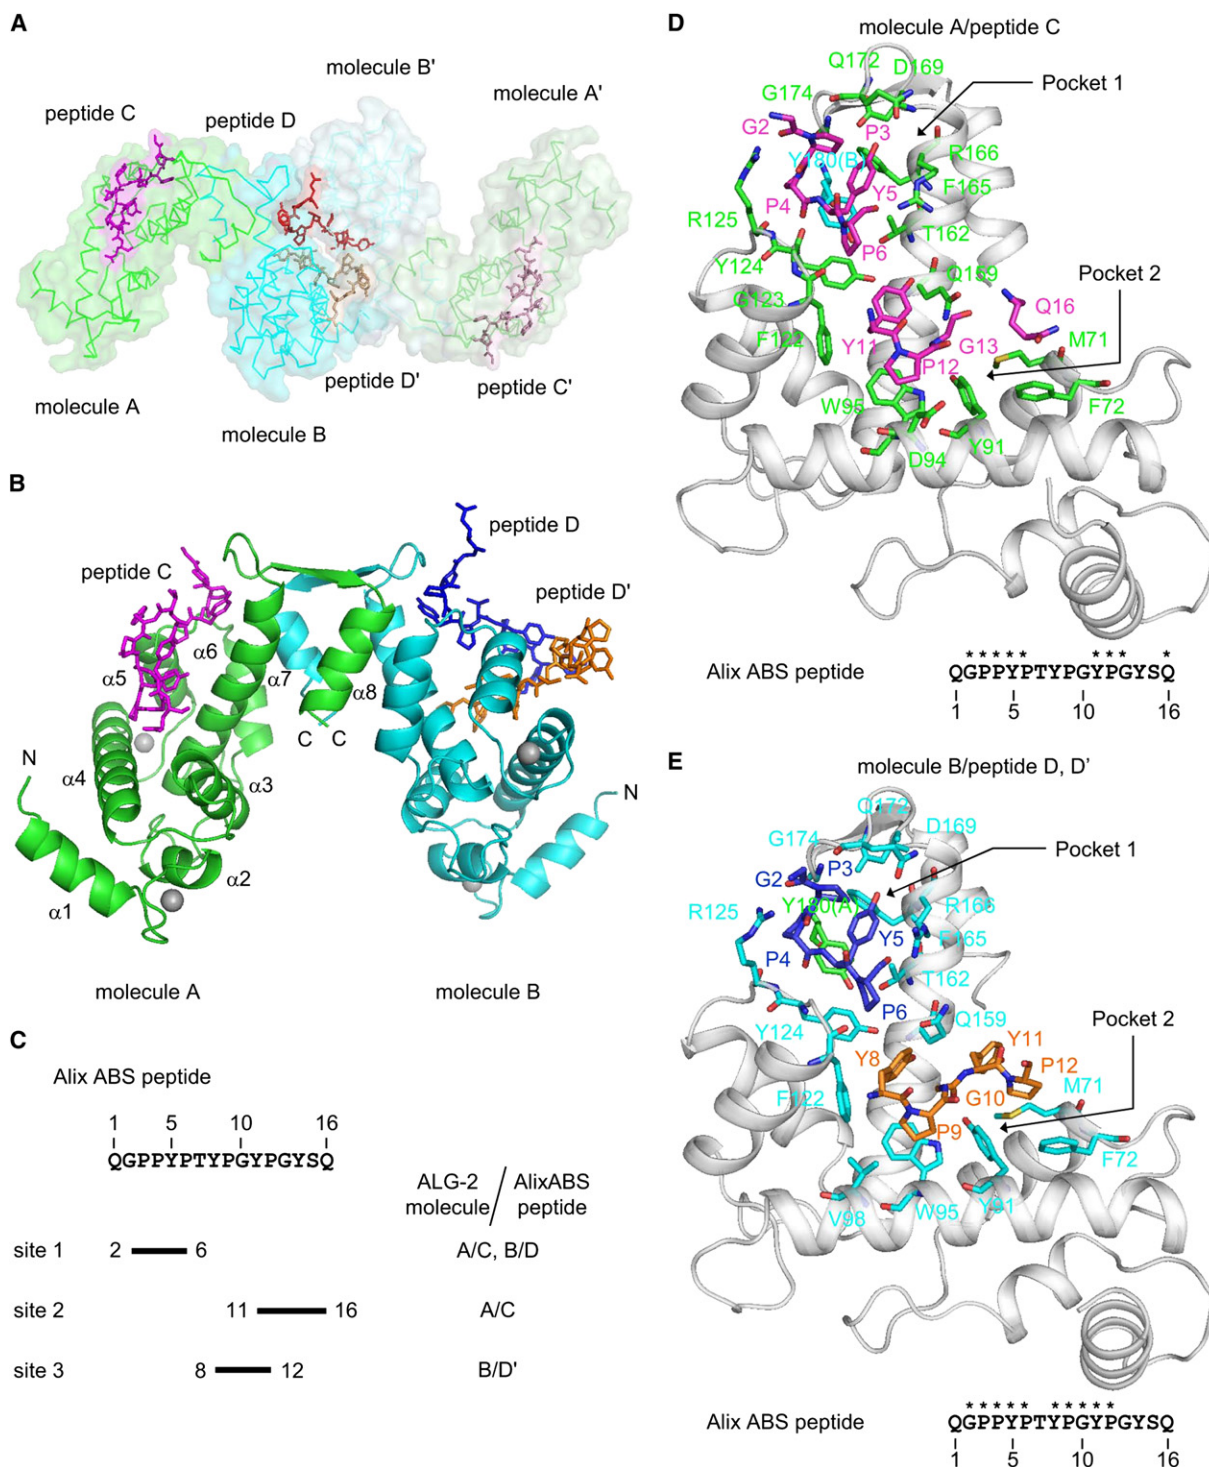 A
molecule B'
molecule A'
peptide C
peptide D
molecule A
molecule B
peptide D'
peptide C'
B
peptide D
peptide C
peptide D'
α6
α5
α7
α8
C C
N
α4
α3
N
α2
α1
molecule A
molecule B
C
Alix ABS peptide
1 5 10 16
QGPPYPTYPGYPGYSQ
ALG-2 molecule / AlixABS peptide
site 1 2 6 A/C, B/D
site 2 11 16 A/C
site 3 8 12 B/D'
D
molecule A/peptide C
Q172
D169
Pocket 1
G174
G2
P3
Y180(B)
R166
F165
Y5
P4
R125
T162
P6
Y124
Q159
Pocket 2
G123
Q16
F122
Y11
G13
M71
P12
W95
F72
D94
Y91
* * * * * * * * *
Alix ABS peptide QGPPYPTYPGYPGYSQ
1 5 10 16
E
molecule B/peptide D, D’
Q172
G174
D169
P3
Pocket 1
G2
Y180(A)
R125
R166
Y5
F165
P4
T162
P6
Y124
Q159
Pocket 2
Y8
Y11
P12
F122
G10
M71
P9
F72
V98
W95
Y91
* * * * * * * * * *
Alix ABS peptide QGPPYPTYPGYPGYSQ
1 5 10 16